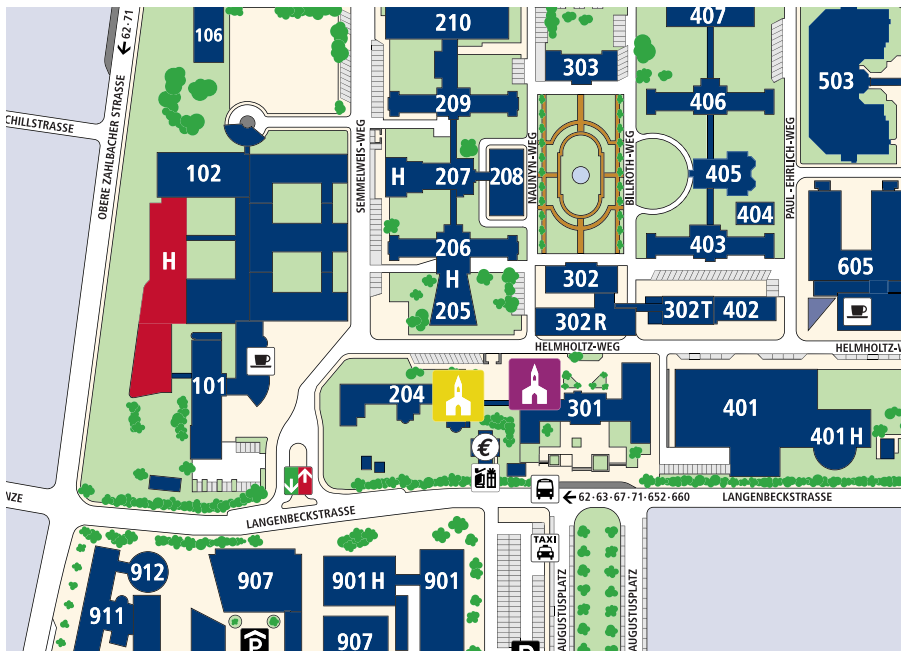 62·71
106
210
407
303
503
209
406
CHILLSTRASSE
OBERE ZAHLBACHER STRASSE
SEMMELWEIS-WEG
NAUNYN-WEG
BILLROTH-WEG
PAUL-EHRLICH-WEG
102
H
207
208
405
404
206
403
H
H
605
302
205
302R
302T
402
HELMHOLTZ-WEG
HELMHOLTZ-W
101
204
301
401
401H
€
62·63·67·71·652·660
LANGENBECKSTRASSE
NZE
LANGENBECKSTRASSE
TAXI
912
907
901H
901
911
AUGUSTUSPLATZ
AUGUSTUSPLATZ
907
P
P